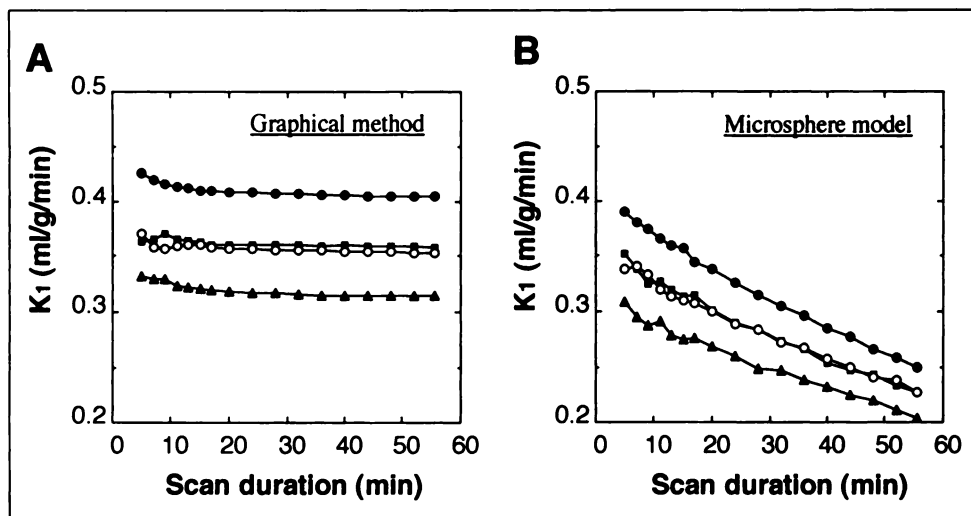 A
Graphical method
K1 (ml/g/min)
0.5
0.4
0.3
0.2
0 10 20 30 40 50 60
Scan duration (min)
B
Microsphere model
K1 (ml/g/min)
0.5
0.4
0.3
0.2
0 10 20 30 40 50 60
Scan duration (min)